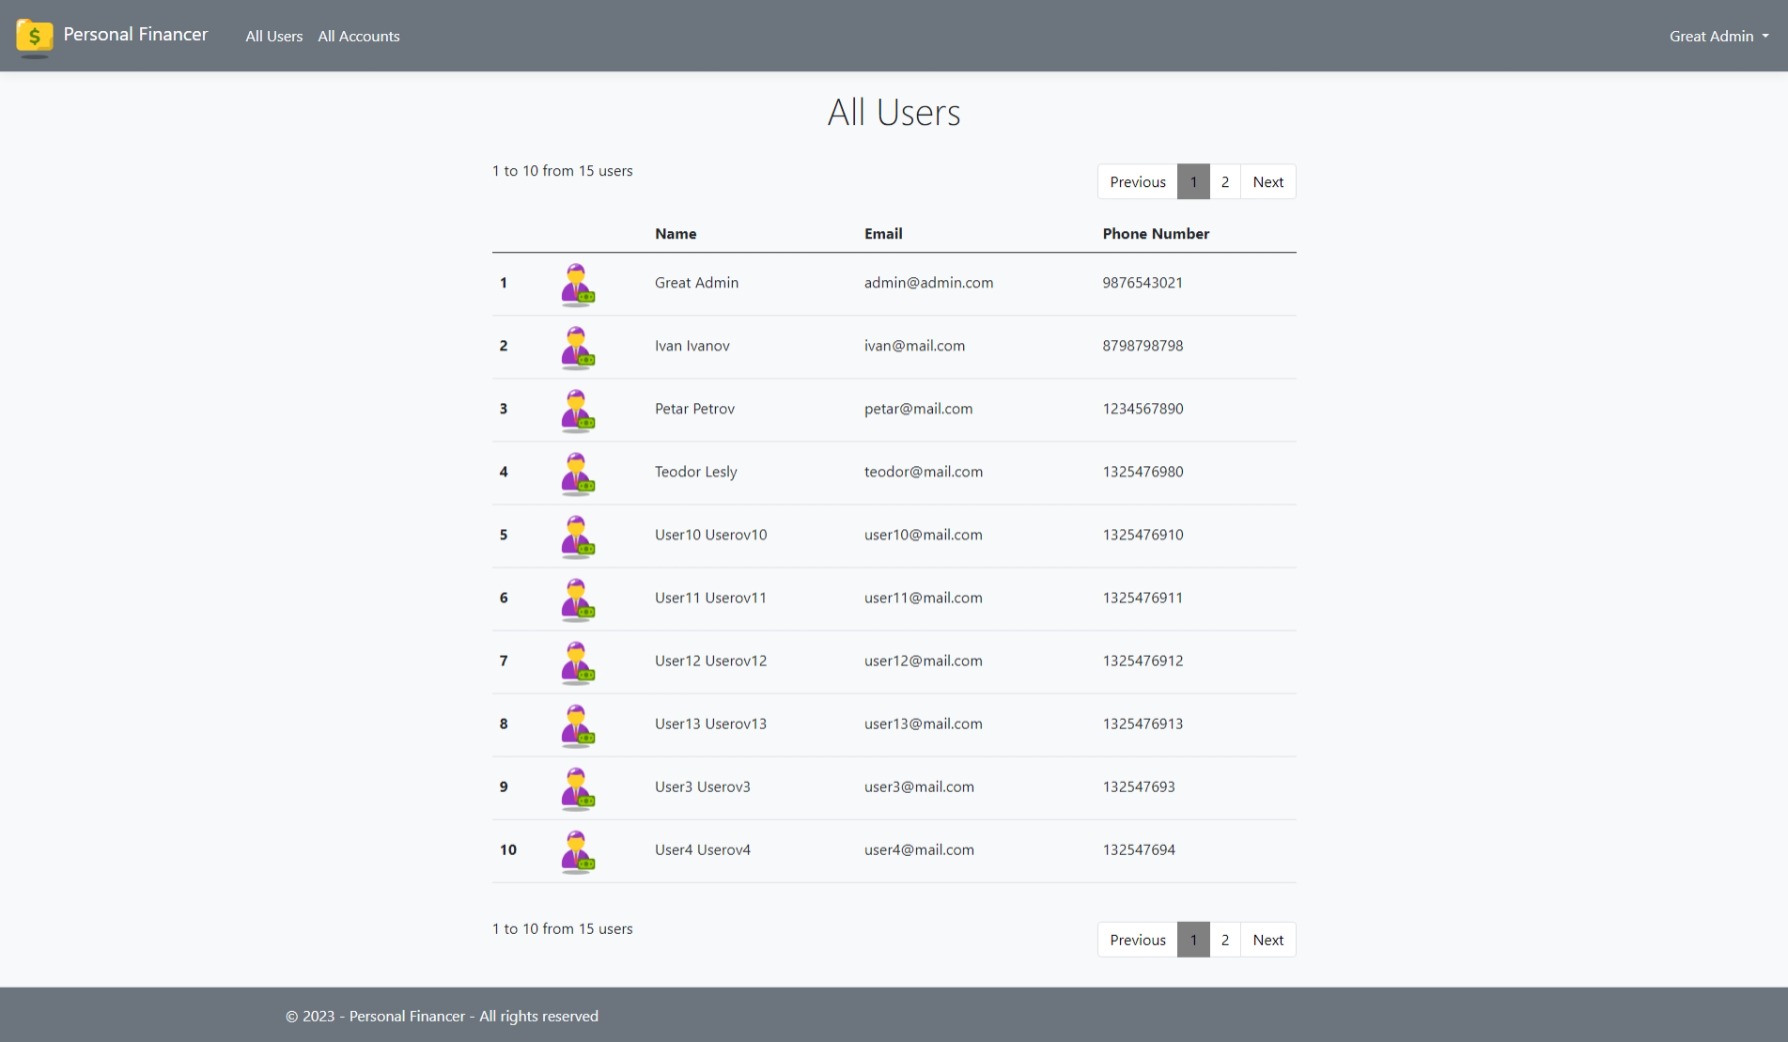 Personal Financer All Users All Accounts Great Admin
All Users
1 to 10 from 15 users Previous 1 2 Next
Name Email Phone Number
1 Great Admin admin@admin.com 9876543021
2 Ivan Ivanov ivan@mail.com 8798798798
3 Petar Petrov petar@mail.com 1234567890
4 Teodor Lesly teodor@mail.com 1325476980
5 User10 Userov10 user10@mail.com 1325476910
6 User11 Userov11 user11@mail.com 1325476911
7 User12 Userov12 user12@mail.com 1325476912
8 User13 Userov13 user13@mail.com 1325476913
9 User3 Userov3 user3@mail.com 132547693
10 User4 Userov4 user4@mail.com 132547694
1 to 10 from 15 users Previous 1 2 Next
© 2023 - Personal Financer - All rights reserved